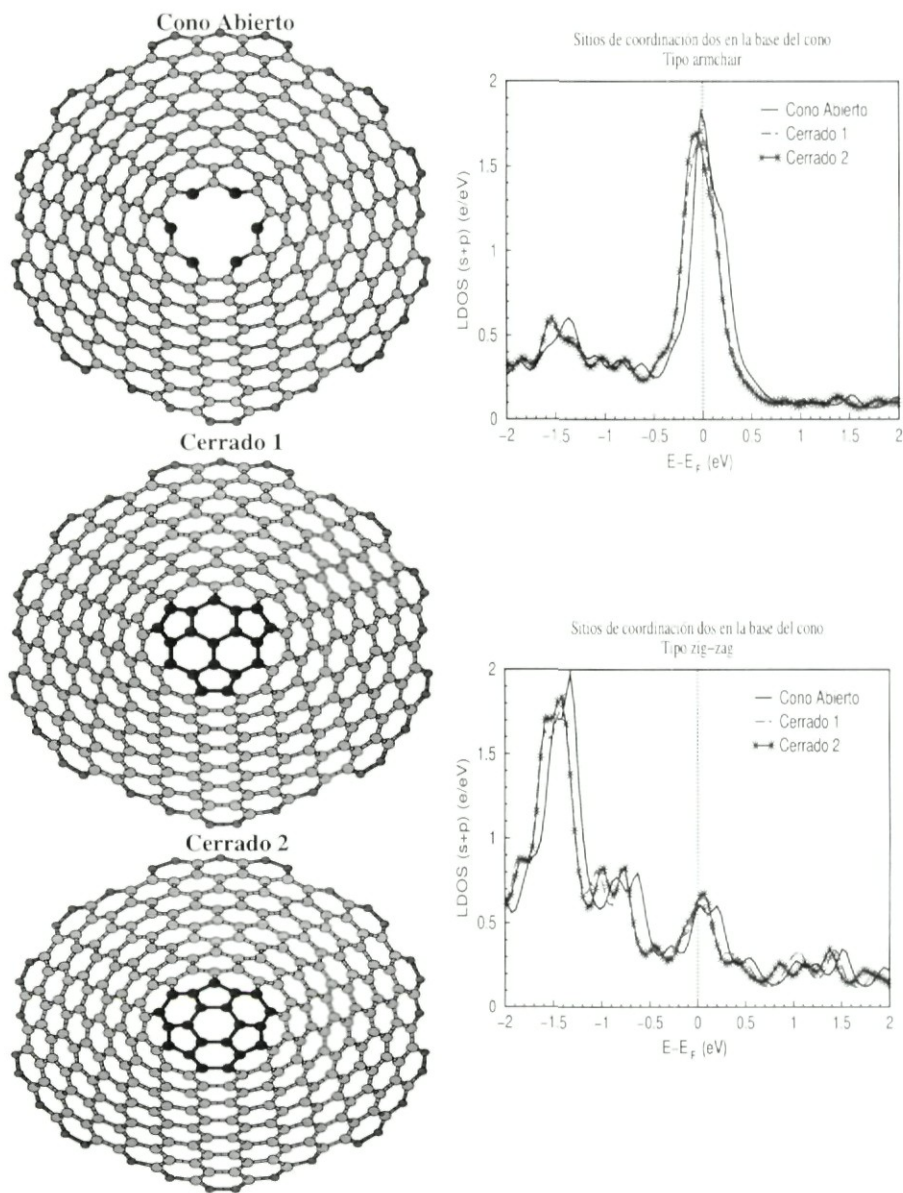 Cono Abierto
Cerrado 1
Cerrado 2
Sitios de coordinación dos en la base del cono
Tipo armchair
LDOS (s+p) (e/eV)
2
1.5
1
0.5
0
Cono Abierto
Cerrado 1
Cerrado 2
−2 −1.5 −1 −0.5 0 0.5 1 1.5 2
E−E_F (eV)
Sitios de coordinación dos en la base del cono
Tipo zig−zag
LDOS (s+p) (e/eV)
2
1.5
1
0.5
0
Cono Abierto
Cerrado 1
Cerrado 2
−2 −1.5 −1 −0.5 0 0.5 1 1.5 2
E−E_F (eV)